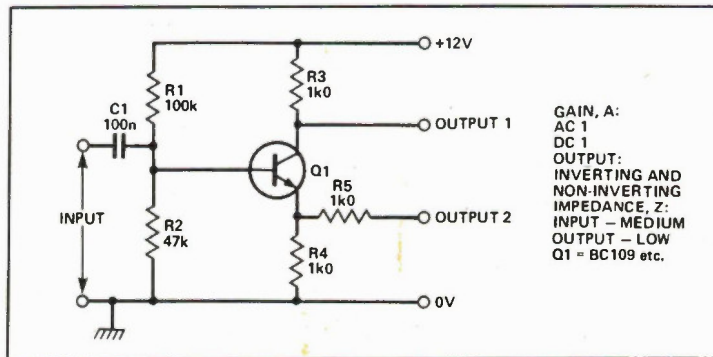 +12V
R1
100k
R3
1k0
C1
100n
OUTPUT 1
Q1
INPUT
R5
1k0
OUTPUT 2
R2
47k
R4
1k0
0V
GAIN, A:
AC 1
DC 1
OUTPUT:
INVERTING AND
NON-INVERTING
IMPEDANCE, Z:
INPUT – MEDIUM
OUTPUT – LOW
Q1 = BC109 etc.